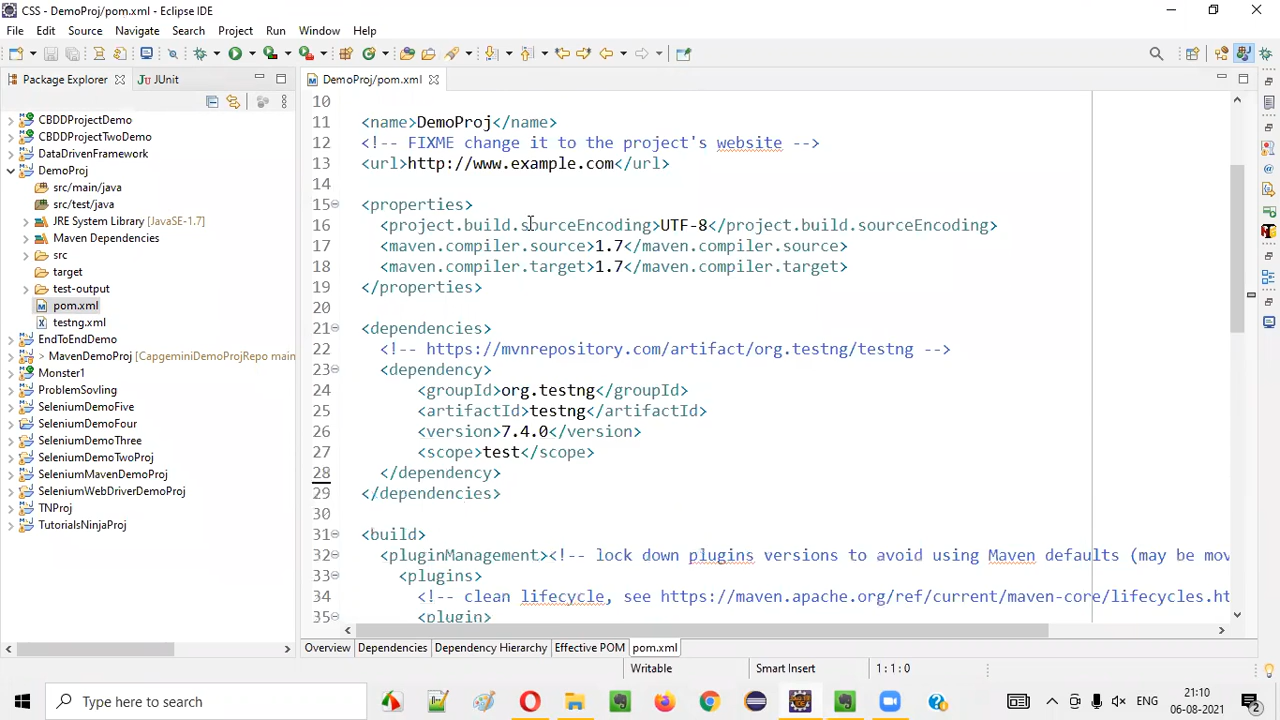 CSS - DemoProj/pom.xml - Eclipse IDE
File Edit Source Navigate Search Project Run Window Help
Package Explorer JUnit
CBDDProjectDemo
CBDDProjectTwoDemo
DataDrivenFramework
DemoProj
src/main/java
src/test/java
JRE System Library [JavaSE-1.7]
Maven Dependencies
src
target
test-output
pom.xml
testng.xml
EndToEndDemo
> MavenDemoProj [CapgeminiDemoProjRepo main
Monster1
ProblemSovling
SeleniumDemoFive
SeleniumDemoFour
SeleniumDemoThree
SeleniumDemoTwoProj
SeleniumMavenDemoProj
SeleniumWebDriverDemoProj
TNProj
TutorialsNinjaProj
DemoProj/pom.xml
10
11 <name>DemoProj</name>
12 <!-- FIXME change it to the project's website -->
13 <url>http://www.example.com</url>
14
15 <properties>
16 <project.build.sourceEncoding>UTF-8</project.build.sourceEncoding>
17 <maven.compiler.source>1.7</maven.compiler.source>
18 <maven.compiler.target>1.7</maven.compiler.target>
19 </properties>
20
21 <dependencies>
22 <!-- https://mvnrepository.com/artifact/org.testng/testng -->
23 <dependency>
24 <groupId>org.testng</groupId>
25 <artifactId>testng</artifactId>
26 <version>7.4.0</version>
27 <scope>test</scope>
28 </dependency>
29 </dependencies>
30
31 <build>
32 <pluginManagement><!-- lock down plugins versions to avoid using Maven defaults (may be mov
33 <plugins>
34 <!-- clean lifecycle, see https://maven.apache.org/ref/current/maven-core/lifecycles.ht
35 <plugin>
Overview Dependencies Dependency Hierarchy Effective POM pom.xml
Writable Smart Insert 1 : 1 : 0
Type here to search
ENG 21:10
06-08-2021
2